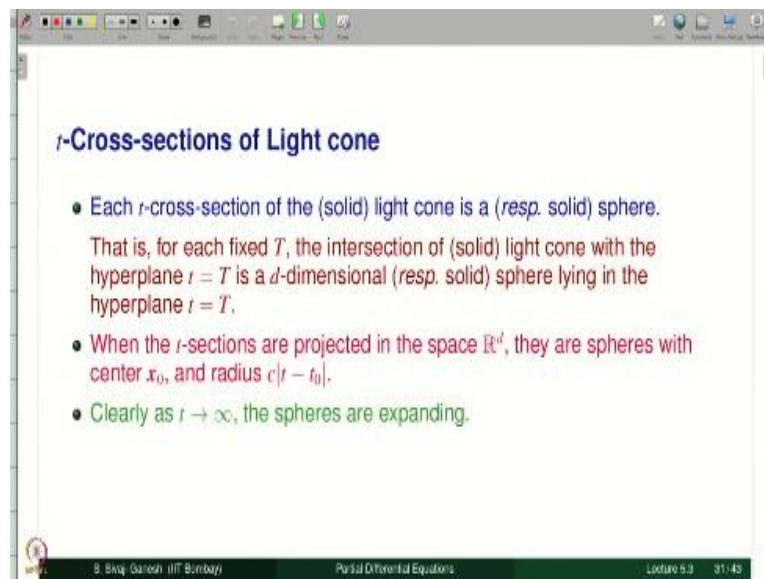 t-Cross-sections of Light cone
Each t-cross-section of the (solid) light cone is a (resp. solid) sphere.
That is, for each fixed T, the intersection of (solid) light cone with the
hyperplane t = T is a d-dimensional (resp. solid) sphere lying in the
hyperplane t = T.
When the t-sections are projected in the space ℝᵈ, they are spheres with
center x₀, and radius c|t − t₀|.
Clearly as t → ∞, the spheres are expanding.
S. Sivaji Ganesh (IIT Bombay) Partial Differential Equations Lecture 5.3 31/43